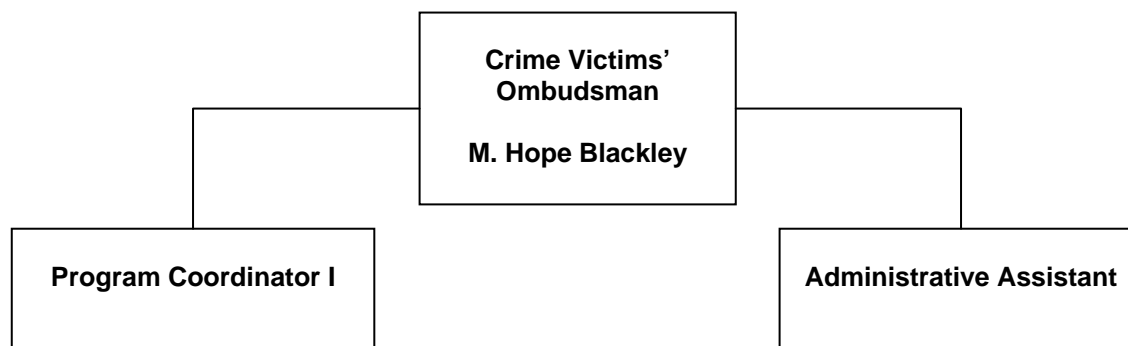 Crime Victims’
Ombudsman
M. Hope Blackley
Program Coordinator I
Administrative Assistant